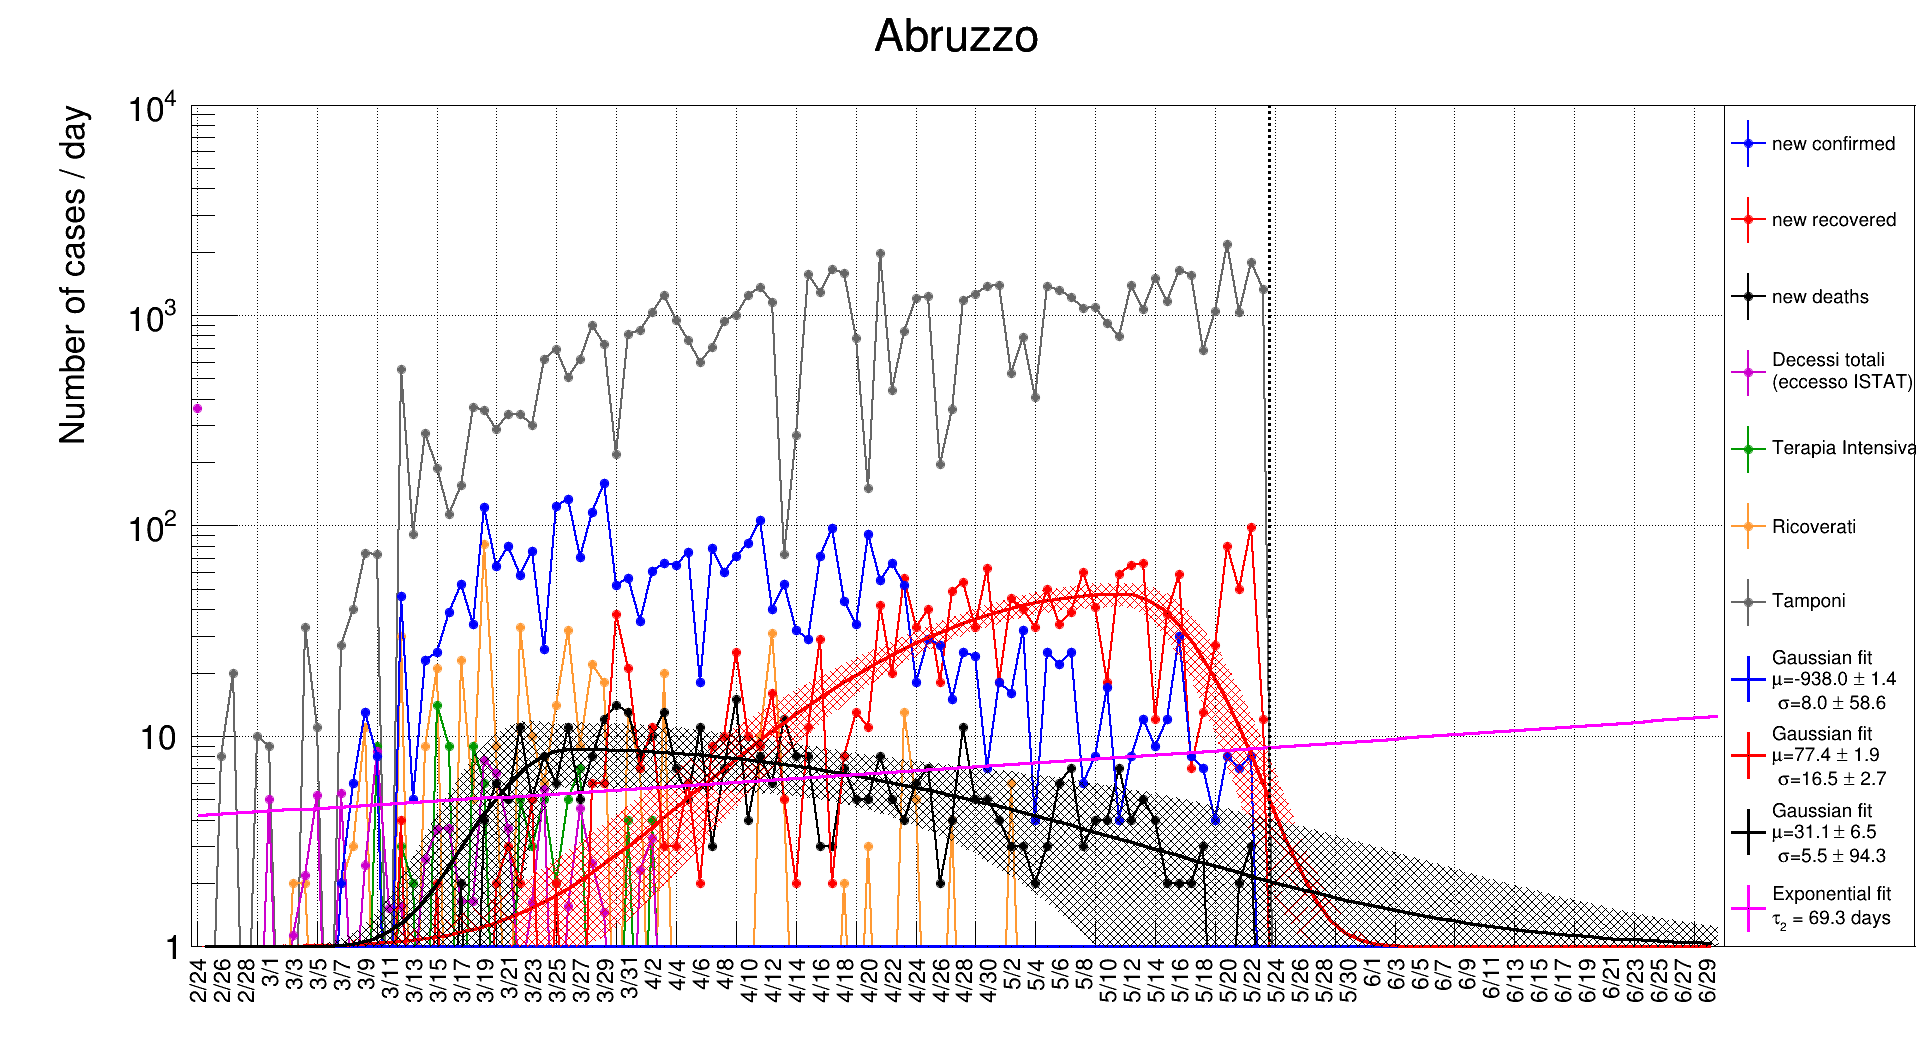 Abruzzo
Number of cases / day
10^4
10^3
10^2
10
1
2/24 2/26 2/28 3/1 3/3 3/5 3/7 3/9 3/11 3/13 3/15 3/17 3/19 3/21 3/23 3/25 3/27 3/29 3/31 4/2 4/4 4/6 4/8 4/10 4/12 4/14 4/16 4/18 4/20 4/22 4/24 4/26 4/28 4/30 5/2 5/4 5/6 5/8 5/10 5/12 5/14 5/16 5/18 5/20 5/22 5/24 5/26 5/28 5/30 6/1 6/3 6/5 6/7 6/9 6/11 6/13 6/15 6/17 6/19 6/21 6/23 6/25 6/27 6/29
new confirmed
new recovered
new deaths
Decessi totali
(eccesso ISTAT)
Terapia Intensiva
Ricoverati
Tamponi
Gaussian fit
μ=-938.0 ± 1.4
σ=8.0 ± 58.6
Gaussian fit
μ=77.4 ± 1.9
σ=16.5 ± 2.7
Gaussian fit
μ=31.1 ± 6.5
σ=5.5 ± 94.3
Exponential fit
τ₂ = 69.3 days